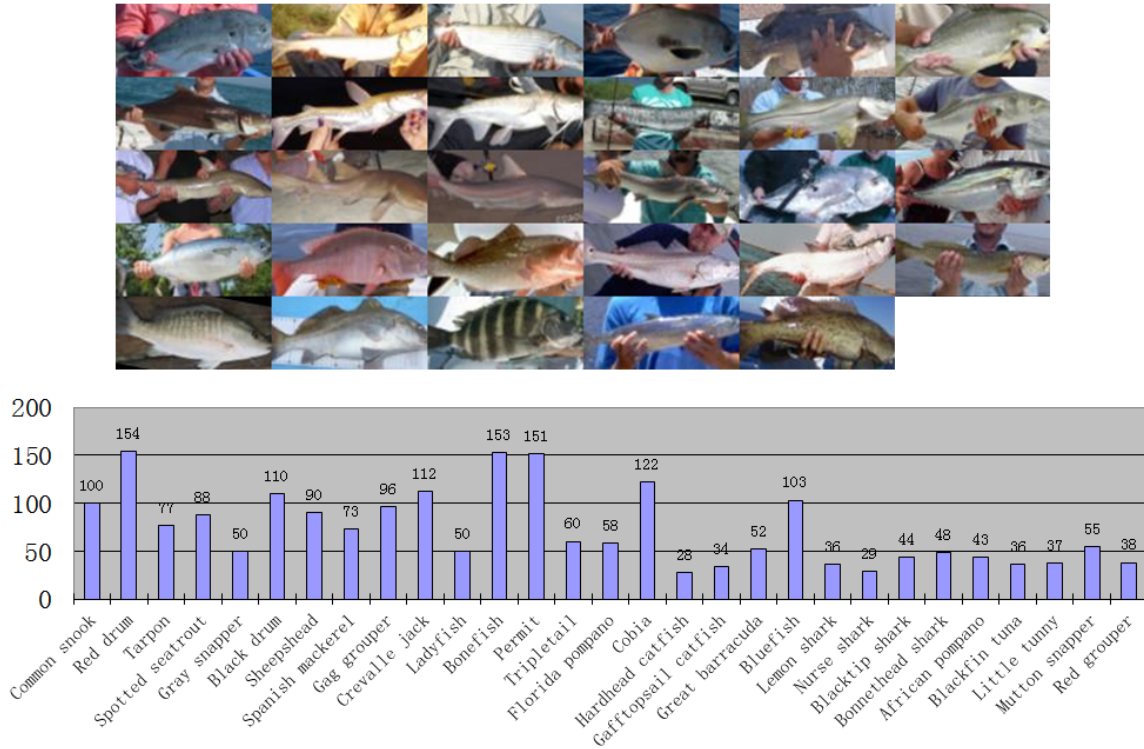 200
150
100
50
0
100
154
77
88
50
110
90
73
96
112
50
153
151
60
58
122
28
34
52
103
36
29
44
48
43
36
37
55
38
Common snook
Red drum
Tarpon
Spotted seatrout
Gray snapper
Black drum
Sheepshead
Spanish mackerel
Gag grouper
Crevalle jack
Ladyfish
Bonefish
Permit
Tripletail
Florida pompano
Cobia
Hardhead catfish
Gafftopsail catfish
Great barracuda
Bluefish
Lemon shark
Nurse shark
Blacktip shark
Bonnethead shark
African pompano
Blackfin tuna
Little tunny
Mutton snapper
Red grouper